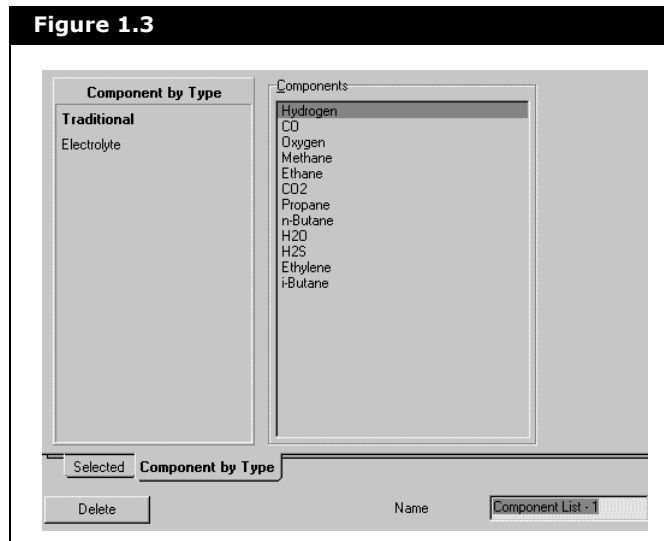 Figure 1.3
Component by Type
Traditional
Electrolyte
Components
Hydrogen
CO
Oxygen
Methane
Ethane
CO2
Propane
n-Butane
H2O
H2S
Ethylene
i-Butane
Selected
Component by Type
Delete
Name
Component List - 1